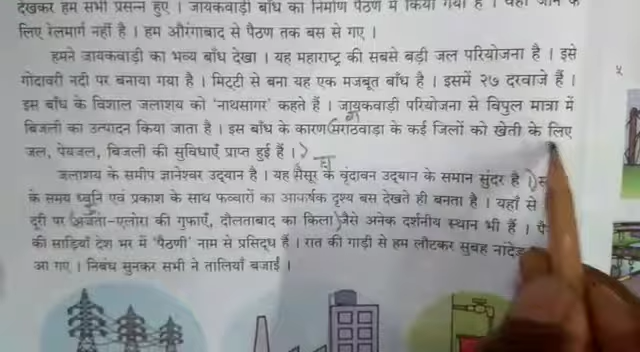 देखकर हम सभी प्रसन्न हुए । जायकवाड़ी बाँध का निर्माण पैठण में किया गया है । वहाँ जाने के
लिए रेलमार्ग नहीं है । हम औरंगाबाद से पैठण तक बस से गए ।
हमने जायकवाड़ी का भव्य बाँध देखा । यह महाराष्ट्र की सबसे बड़ी जल परियोजना है । इसे
गोदावरी नदी पर बनाया गया है । मिट्टी से बना यह एक मजबूत बाँध है । इसमें २७ दरवाजे हैं ।
इस बाँध के विशाल जलाशय को 'नाथसागर' कहते हैं । जायकवाड़ी परियोजना से विपुल मात्रा में
बिजली का उत्पादन किया जाता है । इस बाँध के कारण मराठवाड़ा के कई जिलों को खेती के लिए
जल, पेयजल, बिजली की सुविधाएँ प्राप्त हुई हैं ।
जलाशय के समीप ज्ञानेश्वर उद्यान है । यह मैसूर के वृंदावन उद्यान के समान सुंदर है ।
के समय ध्वनि एवं प्रकाश के साथ फव्वारों का आकर्षक दृश्य बस देखते ही बनता है । यहाँ से
दूरी पर अजंता-एलोरा की गुफाएँ, दौलताबाद का किला जैसे अनेक दर्शनीय स्थान भी हैं ।
की साड़ियाँ देश भर में 'पैठणी' नाम से प्रसिद्ध हैं । रात की गाड़ी से हम लौटकर सुबह नांदेड़
आ गए । निबंध सुनकर सभी ने तालियाँ बजाईं ।
५